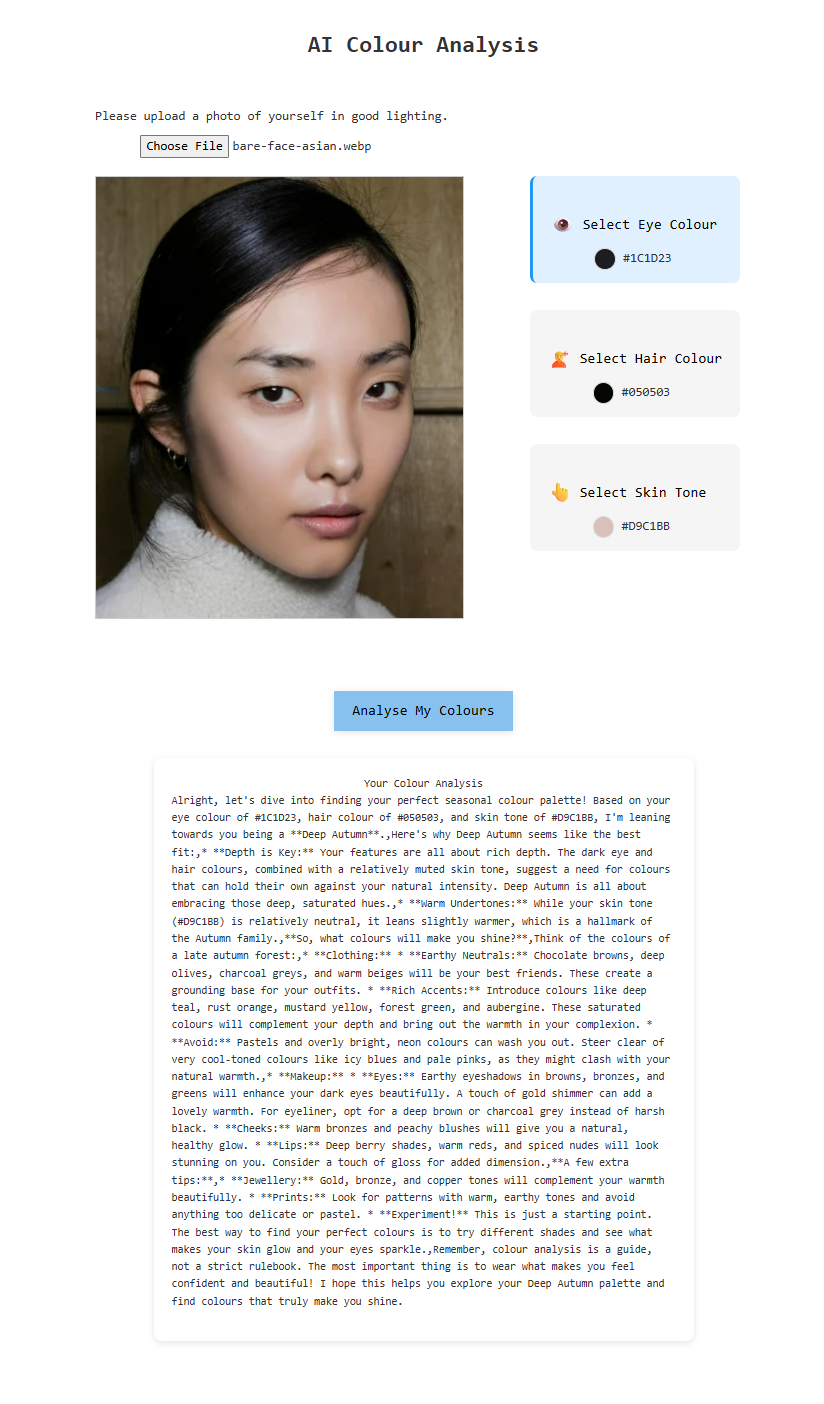 AI Colour Analysis
Please upload a photo of yourself in good lighting.
Choose File bare-face-asian.webp
Select Eye Colour
#1C1D23
Select Hair Colour
#050503
Select Skin Tone
#D9C1BB
Analyse My Colours
Your Colour Analysis
Alright, let's dive into finding your perfect seasonal colour palette! Based on your
eye colour of #1C1D23, hair colour of #050503, and skin tone of #D9C1BB, I'm leaning
towards you being a **Deep Autumn**.,Here's why Deep Autumn seems like the best
fit:,* **Depth is Key:** Your features are all about rich depth. The dark eye and
hair colours, combined with a relatively muted skin tone, suggest a need for colours
that can hold their own against your natural intensity. Deep Autumn is all about
embracing those deep, saturated hues.,* **Warm Undertones:** While your skin tone
(#D9C1BB) is relatively neutral, it leans slightly warmer, which is a hallmark of
the Autumn family.,**So, what colours will make you shine?**,Think of the colours of
a late autumn forest:,* **Clothing:** * **Earthy Neutrals:** Chocolate browns, deep
olives, charcoal greys, and warm beiges will be your best friends. These create a
grounding base for your outfits. * **Rich Accents:** Introduce colours like deep
teal, rust orange, mustard yellow, forest green, and aubergine. These saturated
colours will complement your depth and bring out the warmth in your complexion. *
**Avoid:** Pastels and overly bright, neon colours can wash you out. Steer clear of
very cool-toned colours like icy blues and pale pinks, as they might clash with your
natural warmth.,* **Makeup:** * **Eyes:** Earthy eyeshadows in browns, bronzes, and
greens will enhance your dark eyes beautifully. A touch of gold shimmer can add a
lovely warmth. For eyeliner, opt for a deep brown or charcoal grey instead of harsh
black. * **Cheeks:** Warm bronzes and peachy blushes will give you a natural,
healthy glow. * **Lips:** Deep berry shades, warm reds, and spiced nudes will look
stunning on you. Consider a touch of gloss for added dimension.,**A few extra
tips:**,* **Jewellery:** Gold, bronze, and copper tones will complement your warmth
beautifully. * **Prints:** Look for patterns with warm, earthy tones and avoid
anything too delicate or pastel. * **Experiment!** This is just a starting point.
The best way to find your perfect colours is to try different shades and see what
makes your skin glow and your eyes sparkle.,Remember, colour analysis is a guide,
not a strict rulebook. The most important thing is to wear what makes you feel
confident and beautiful! I hope this helps you explore your Deep Autumn palette and
find colours that truly make you shine.